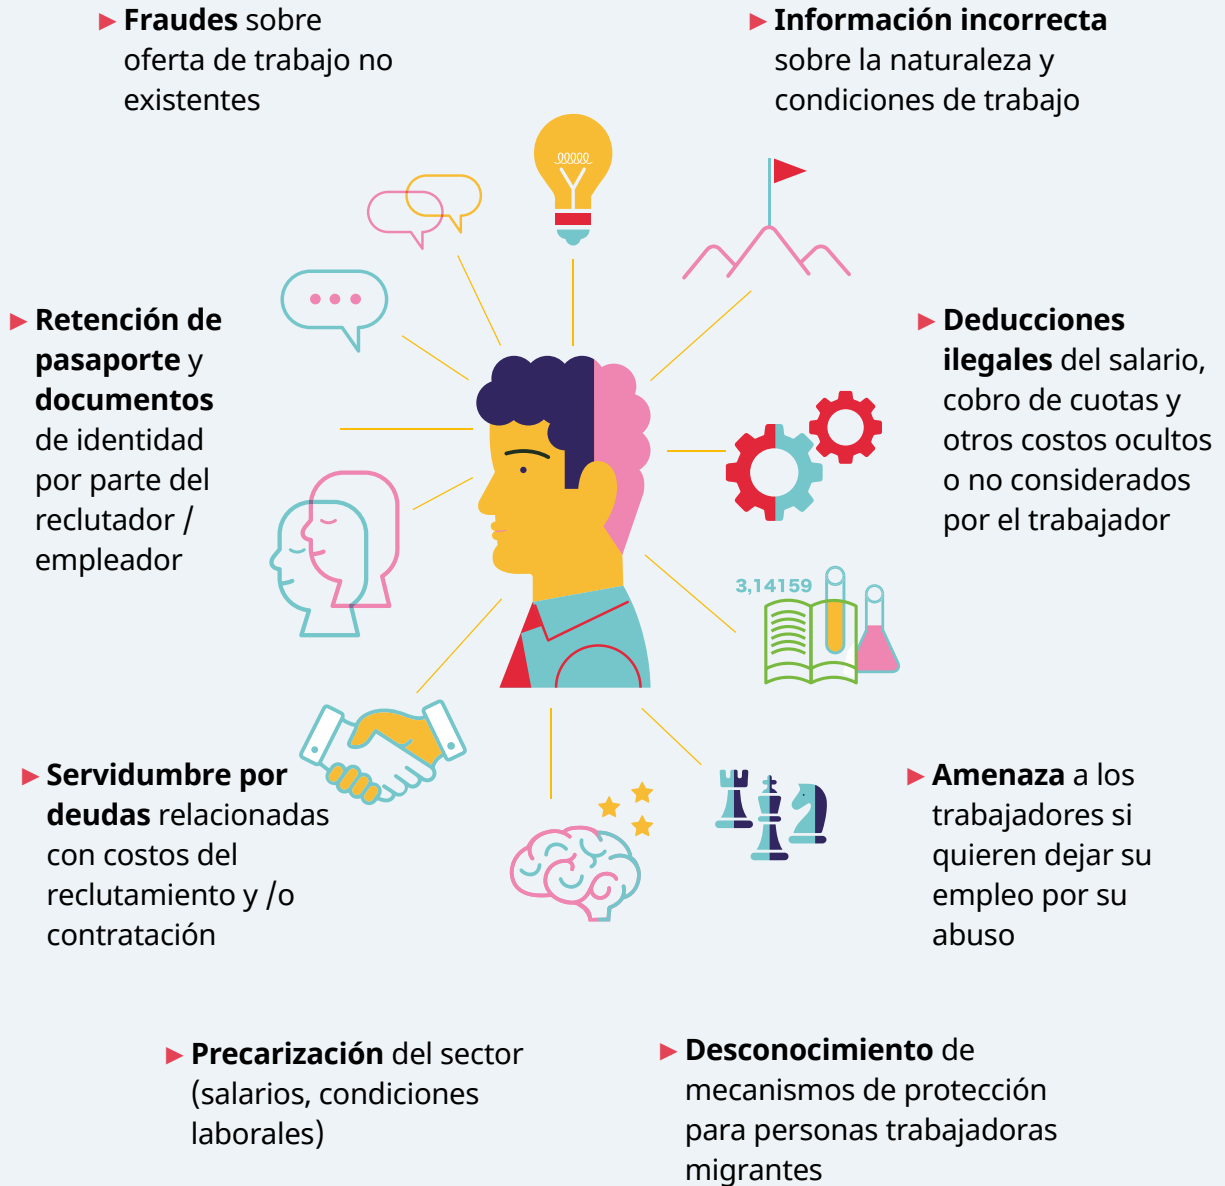 ▶ Fraudes sobre
oferta de trabajo no
existentes
▶ Información incorrecta
sobre la naturaleza y
condiciones de trabajo
▶ Retención de
pasaporte y
documentos
de identidad
por parte del
reclutador /
empleador
▶ Deducciones
ilegales del salario,
cobro de cuotas y
otros costos ocultos
o no considerados
por el trabajador
3,14159
▶ Servidumbre por
deudas relacionadas
con costos del
reclutamiento y /o
contratación
▶ Amenaza a los
trabajadores si
quieren dejar su
empleo por su
abuso
▶ Precarización del sector
(salarios, condiciones
laborales)
▶ Desconocimiento de
mecanismos de protección
para personas trabajadoras
migrantes